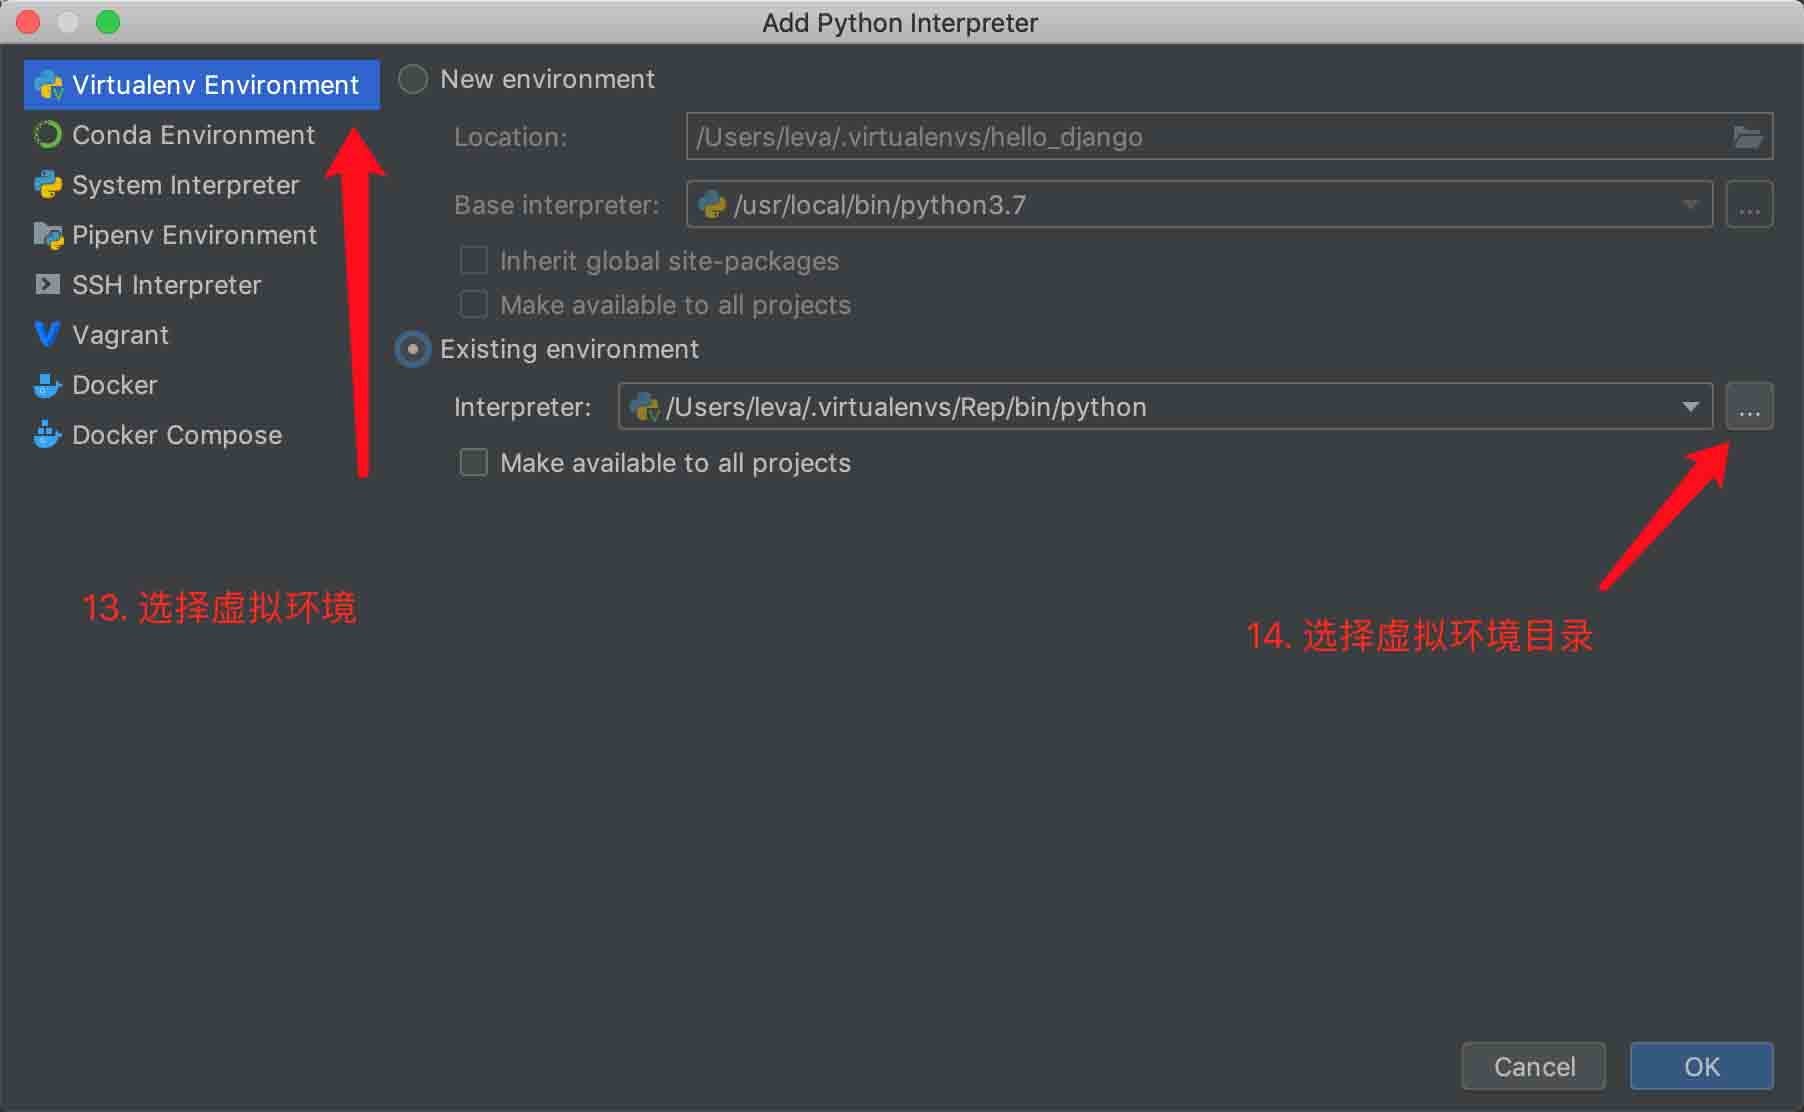 Add Python Interpreter
Virtualenv Environment
Conda Environment
System Interpreter
Pipenv Environment
SSH Interpreter
Vagrant
Docker
Docker Compose
New environment
Location: /Users/leva/.virtualenvs/hello_django
Base interpreter: /usr/local/bin/python3.7 ...
Inherit global site-packages
Make available to all projects
Existing environment
Interpreter: /Users/leva/.virtualenvs/Rep/bin/python ...
Make available to all projects
13. 选择虚拟环境
14. 选择虚拟环境目录
Cancel OK